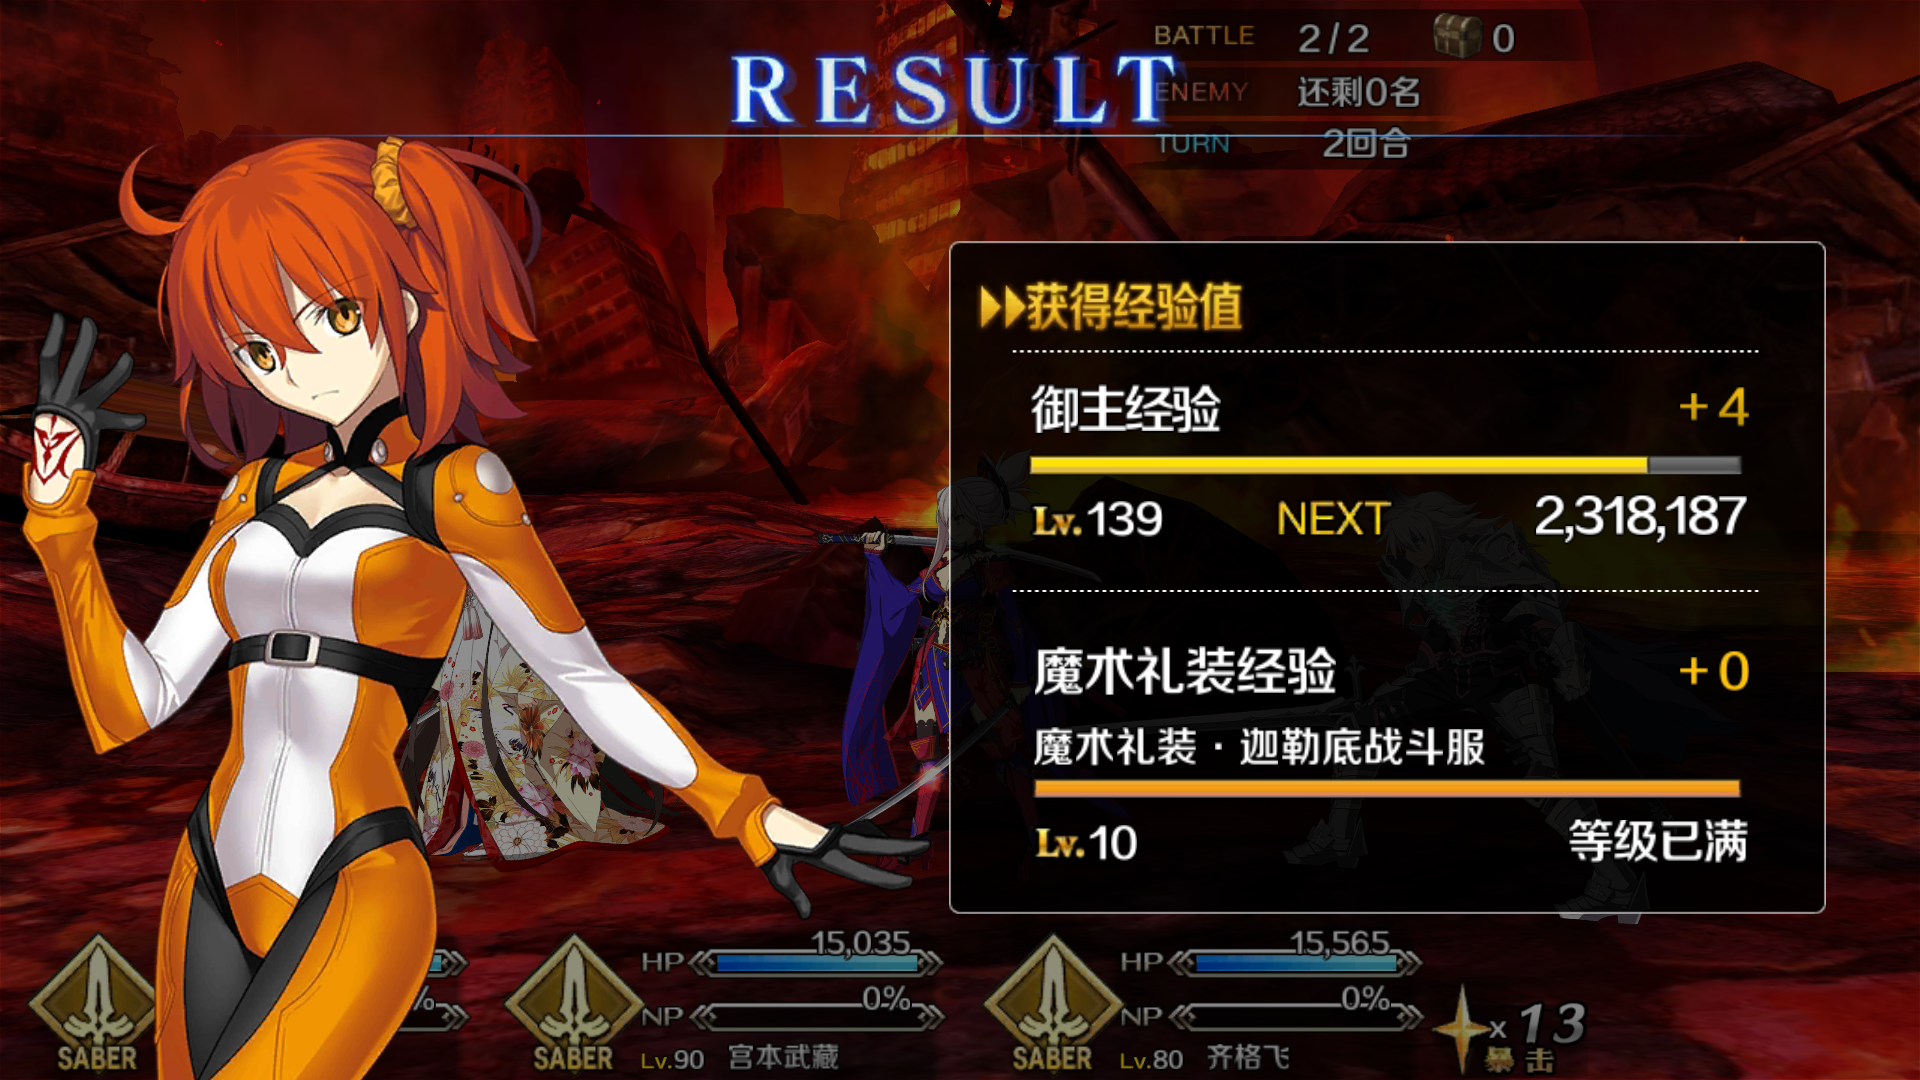 BATTLE 2/2 0
RESULT
ENEMY 还剩0名
TURN 2回合
获得经验值
御主经验 +4
Lv.139 NEXT 2,318,187
魔术礼装经验 +0
魔术礼装·迦勒底战斗服
Lv.10 等级已满
%
SABER
HP 15,035
NP 0%
SABER Lv.90 宫本武藏
HP 15,565
NP 0%
SABER Lv.80 齐格飞
x13
暴击